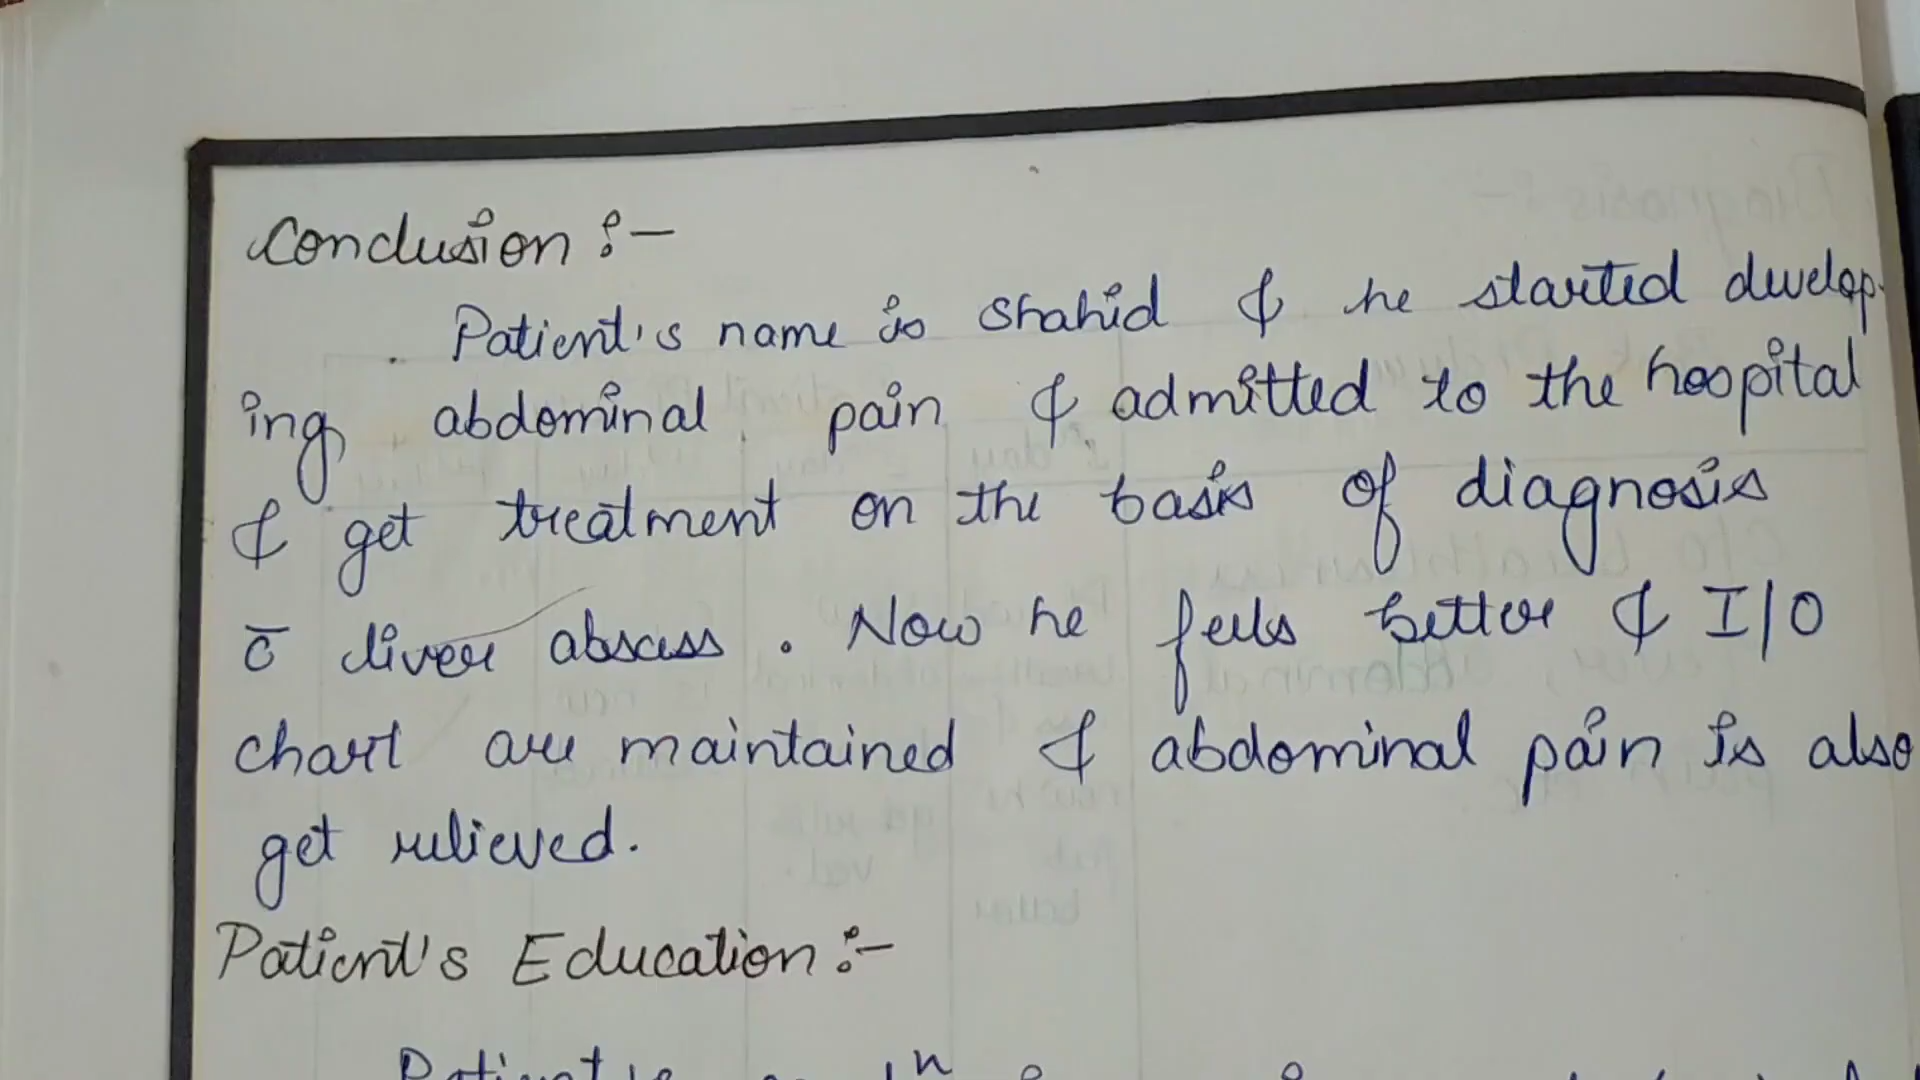 Conclusion :-
Patient's name is Shahid & he started develop-
ing abdominal pain & admitted to the hospital
& get treatment on the basis of diagnosis
c̄ liver abscess. Now he feels better & I/O
chart are maintained & abdominal pain is also
get relieved.
Patient's Education :-